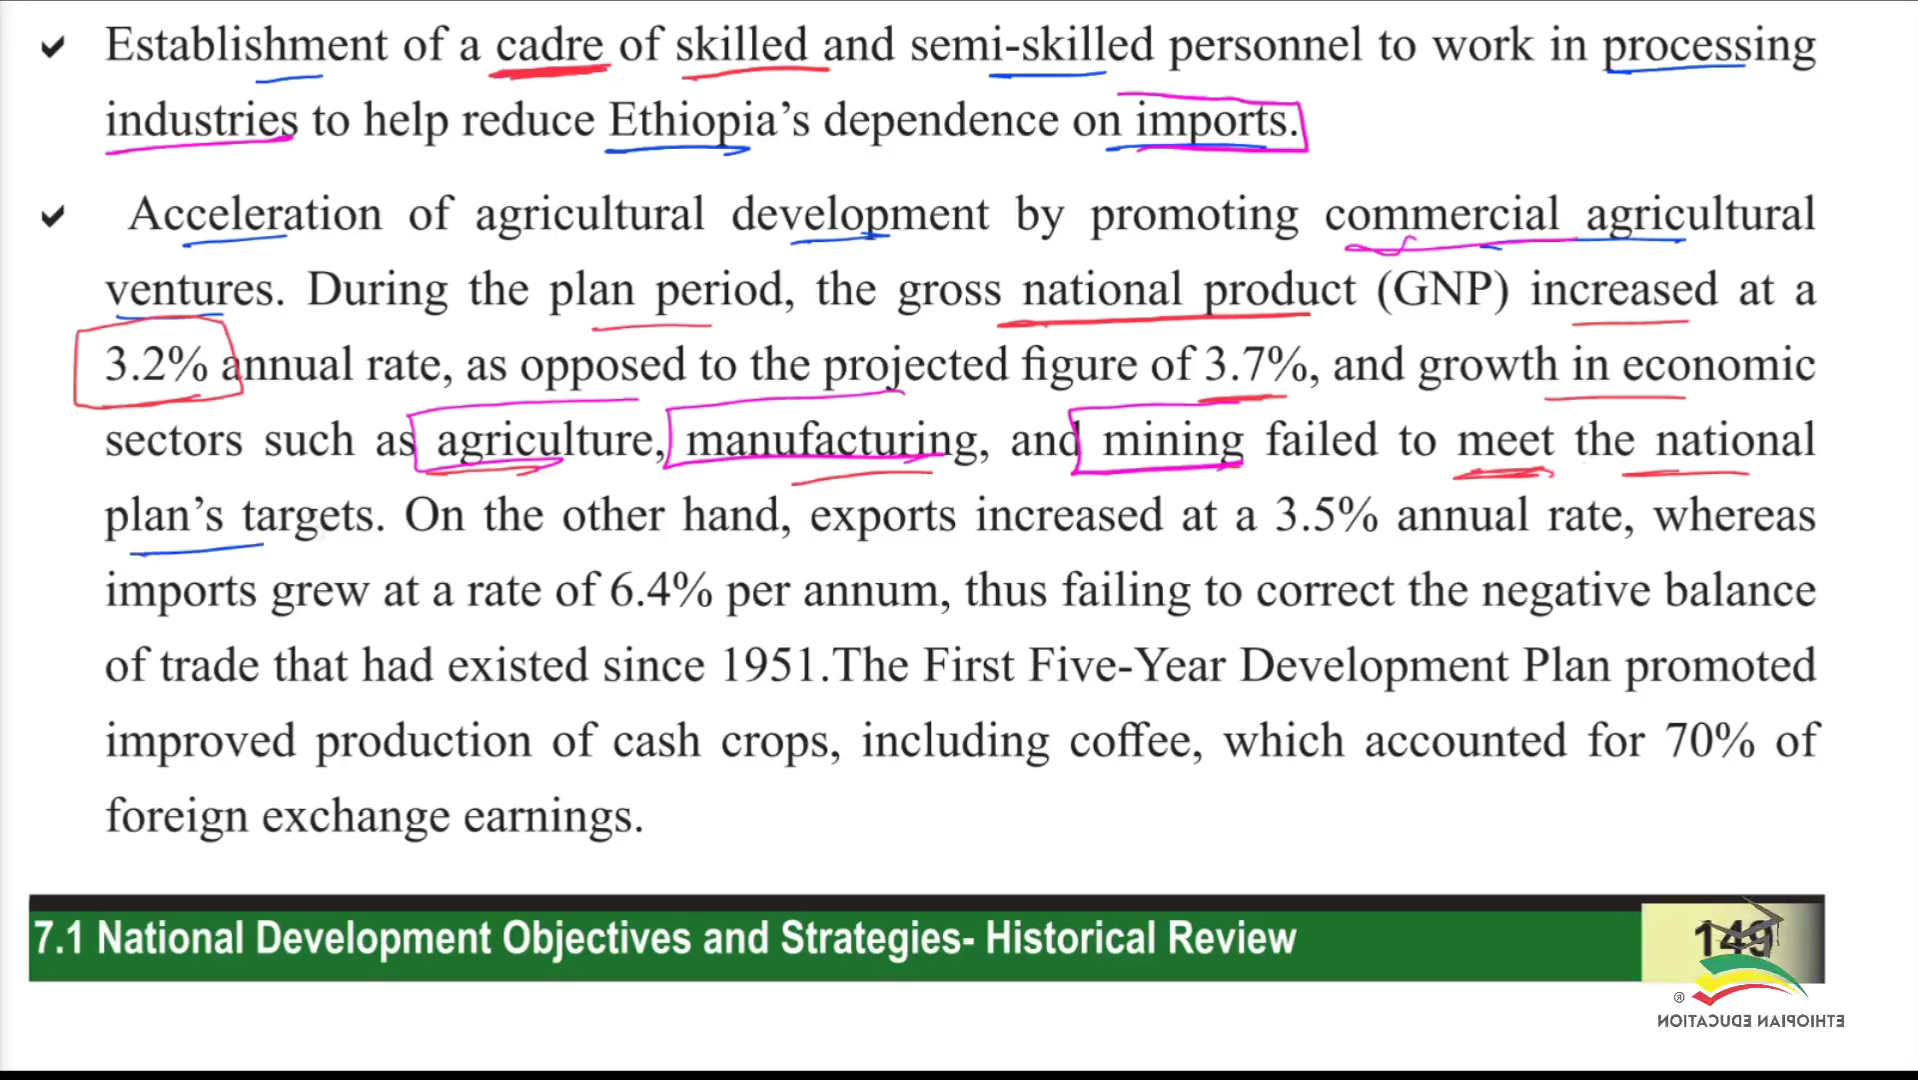 ✓ Establishment of a cadre of skilled and semi-skilled personnel to work in processing
industries to help reduce Ethiopia’s dependence on imports.
✓ Acceleration of agricultural development by promoting commercial agricultural
ventures. During the plan period, the gross national product (GNP) increased at a
3.2% annual rate, as opposed to the projected figure of 3.7%, and growth in economic
sectors such as agriculture, manufacturing, and mining failed to meet the national
plan’s targets. On the other hand, exports increased at a 3.5% annual rate, whereas
imports grew at a rate of 6.4% per annum, thus failing to correct the negative balance
of trade that had existed since 1951.The First Five-Year Development Plan promoted
improved production of cash crops, including coffee, which accounted for 70% of
foreign exchange earnings.
7.1 National Development Objectives and Strategies- Historical Review
149
®
ETHIOPIAN EDUCATION